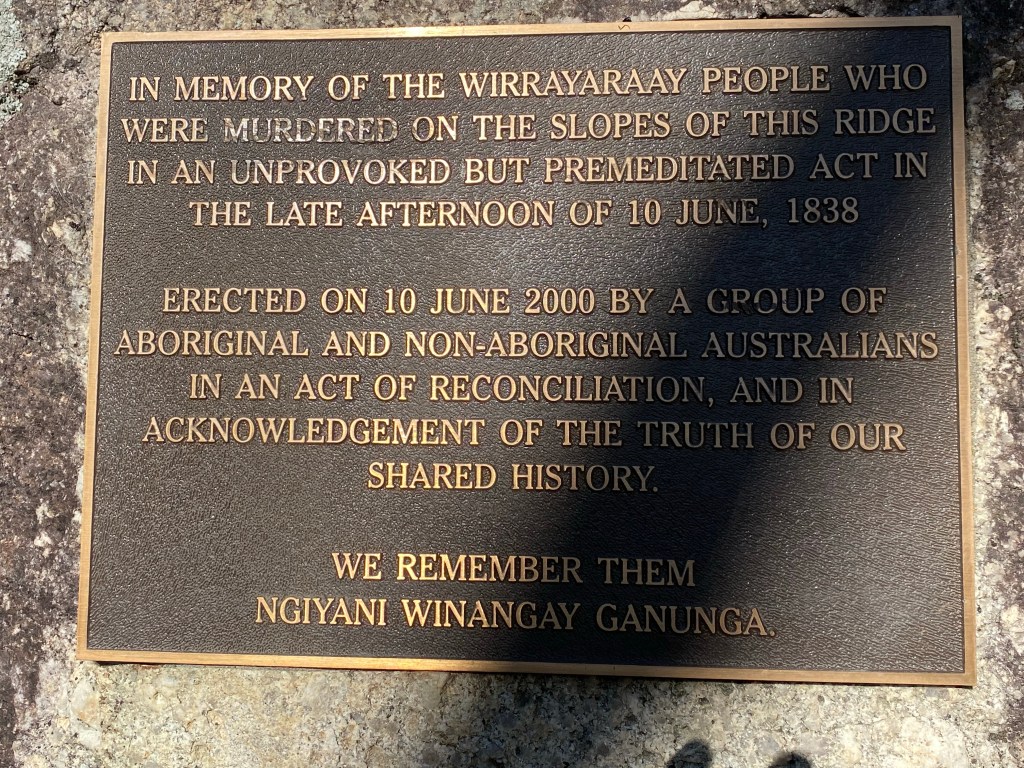 IN MEMORY OF THE WIRRAYARAAY PEOPLE WHO
WERE MURDERED ON THE SLOPES OF THIS RIDGE
IN AN UNPROVOKED BUT PREMEDITATED ACT IN
THE LATE AFTERNOON OF 10 JUNE, 1838
ERECTED ON 10 JUNE 2000 BY A GROUP OF
ABORIGINAL AND NON-ABORIGINAL AUSTRALIANS
IN AN ACT OF RECONCILIATION, AND IN
ACKNOWLEDGEMENT OF THE TRUTH OF OUR
SHARED HISTORY.
WE REMEMBER THEM
NGIYANI WINANGAY GANUNGA.